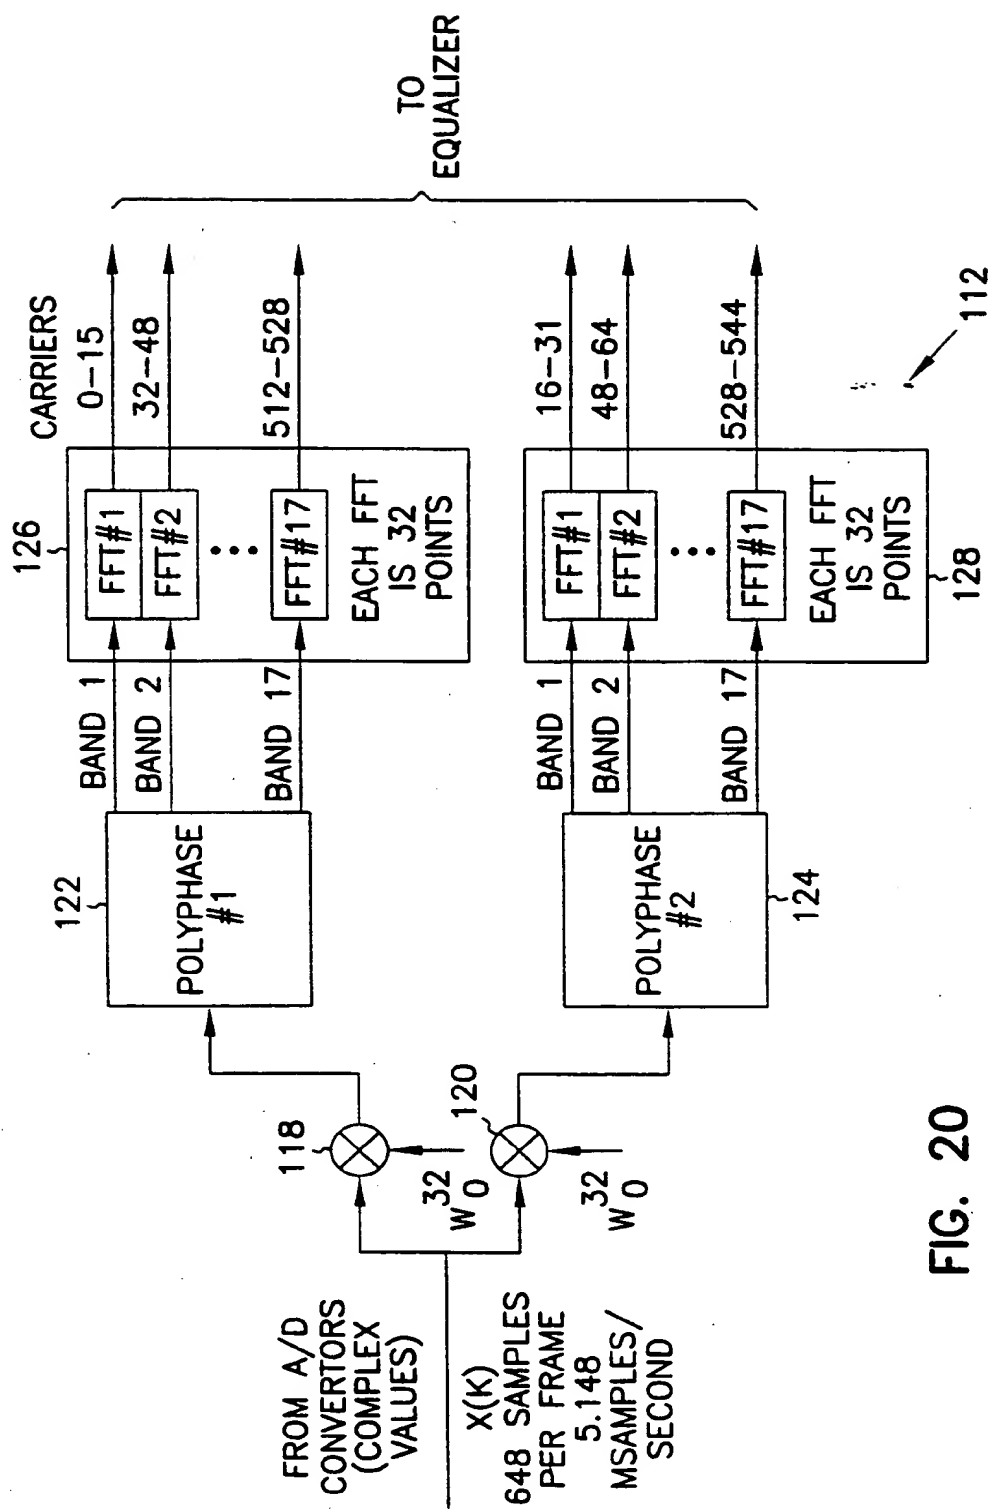 FROM A/D
CONVERTORS
(COMPLEX
VALUES)
X(K)
648 SAMPLES
PER FRAME
5.148
MSAMPLES/
SECOND
118
W 32 0
120
W 32 0
122
POLYPHASE
#1
BAND 1
BAND 2
BAND 17
126
FFT#1
FFT#2
FFT#17
EACH FFT
IS 32
POINTS
CARRIERS
0-15
32-48
512-528
124
POLYPHASE
#2
BAND 1
BAND 2
BAND 17
128
FFT#1
FFT#2
FFT#17
EACH FFT
IS 32
POINTS
16-31
48-64
528-544
TO
EQUALIZER
112
FIG. 20